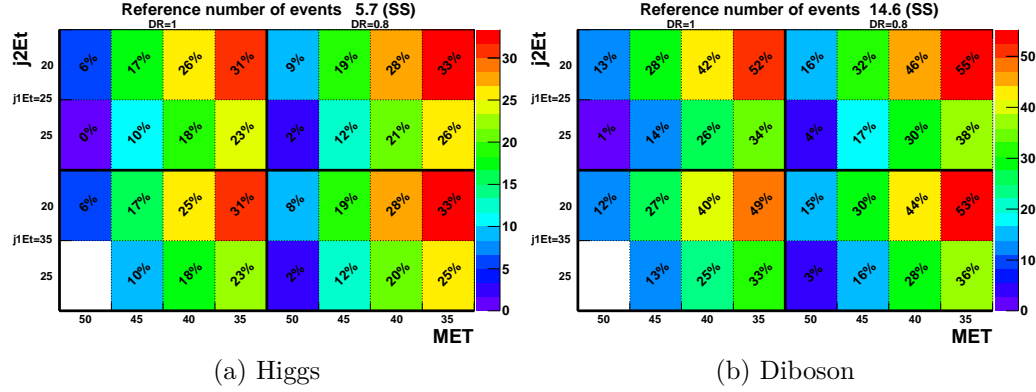 Reference number of events 5.7 (SS)
DR=1 DR=0.8
j2Et
20 6% 17% 26% 31% 9% 19% 28% 33%
j1Et=25
25 0% 10% 18% 23% 2% 12% 21% 26%
20 6% 17% 25% 31% 8% 19% 28% 33%
j1Et=35
25 10% 18% 23% 2% 12% 20% 25%
50 45 40 35 50 45 40 35
MET
30
25
20
15
10
5
0
(a) Higgs
Reference number of events 14.6 (SS)
DR=1 DR=0.8
j2Et
20 13% 28% 42% 52% 16% 32% 46% 55%
j1Et=25
25 1% 14% 26% 34% 4% 17% 30% 38%
20 12% 27% 40% 49% 15% 30% 44% 53%
j1Et=35
25 13% 25% 33% 3% 16% 28% 36%
50 45 40 35 50 45 40 35
MET
50
40
30
20
10
0
(b) Diboson